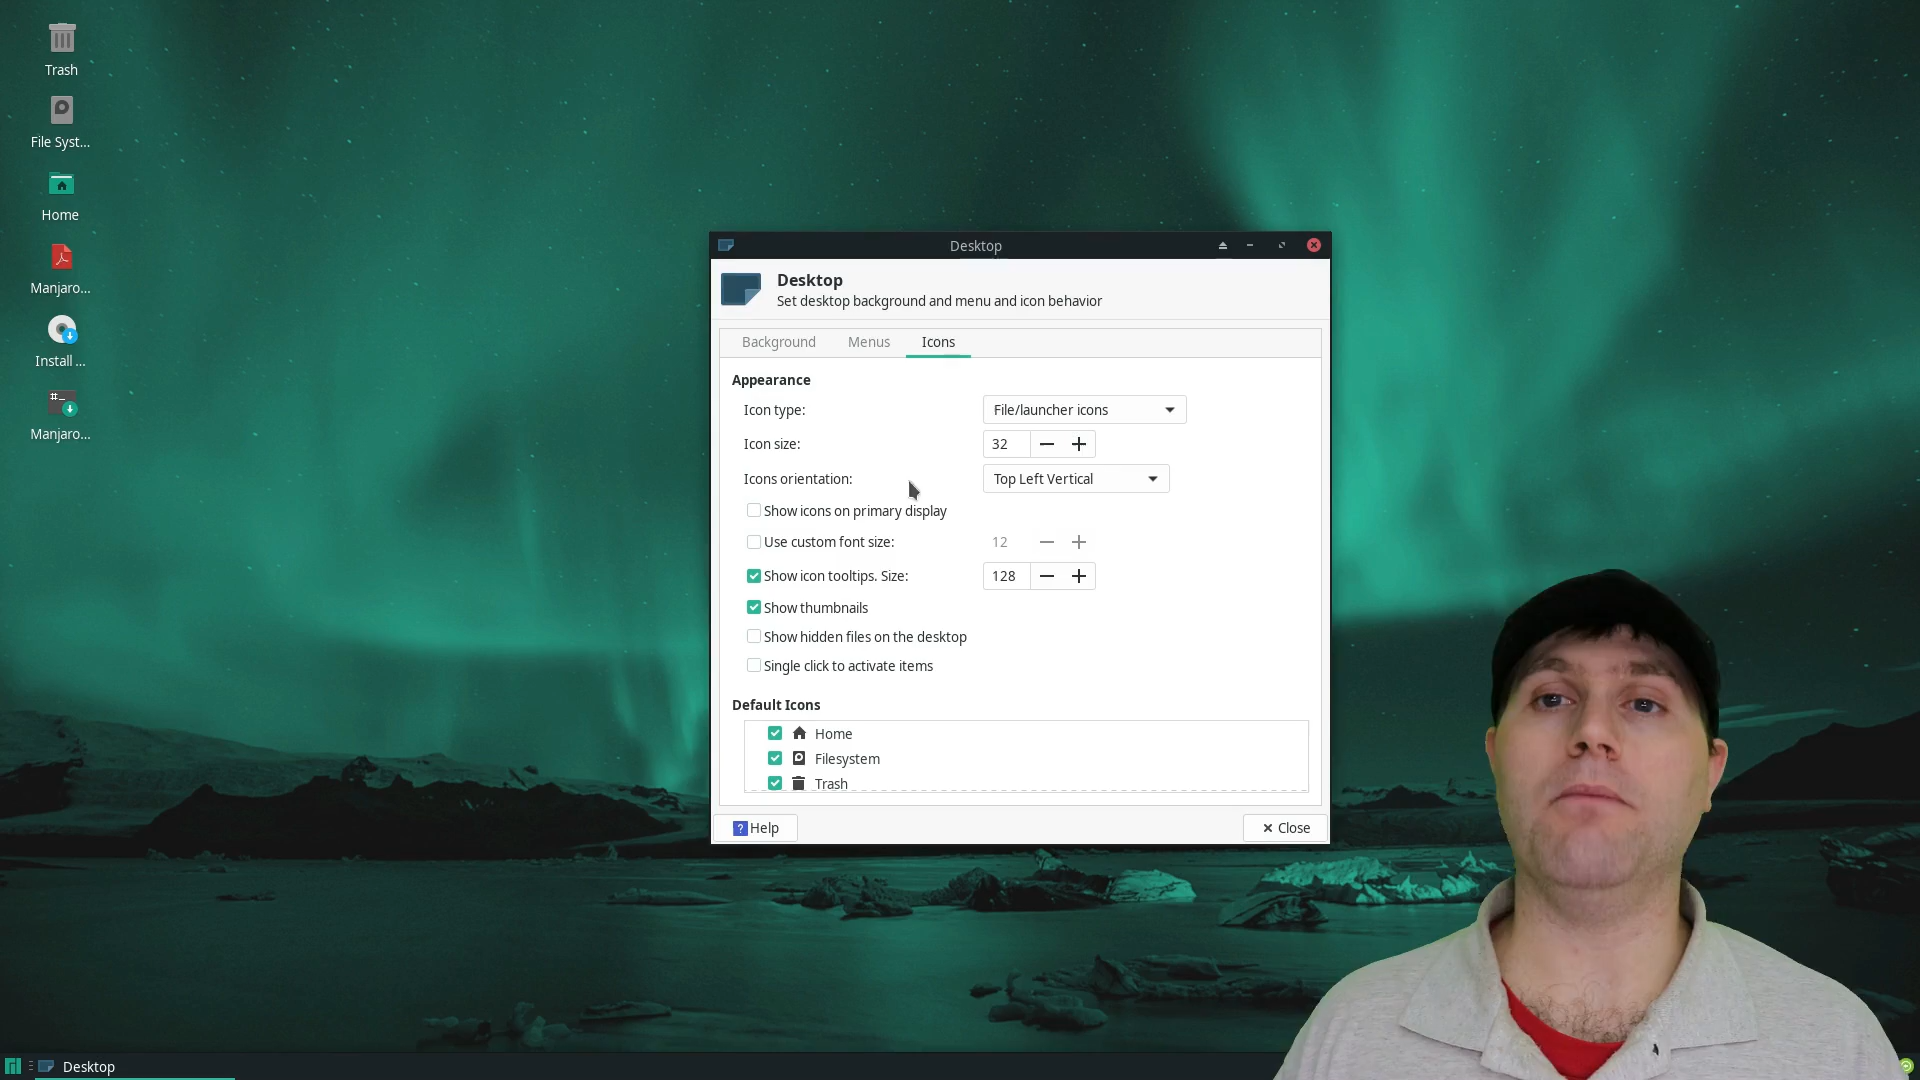 Trash
File Syst...
Home
Manjaro...
Install ...
Manjaro...
Desktop
Desktop
Set desktop background and menu and icon behavior
Background Menus Icons
Appearance
Icon type: File/launcher icons
Icon size: 32
Icons orientation: Top Left Vertical
Show icons on primary display
Use custom font size: 12
Show icon tooltips. Size: 128
Show thumbnails
Show hidden files on the desktop
Single click to activate items
Default Icons
Home
Filesystem
Trash
Help
Close
Desktop